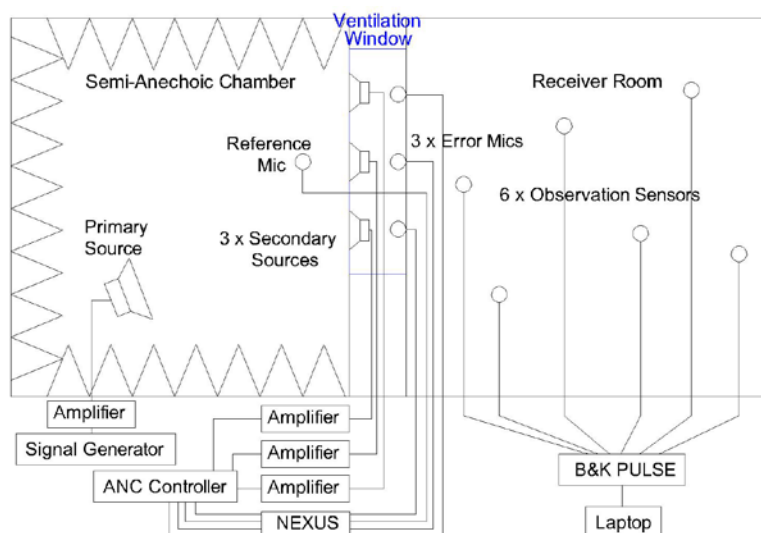 Ventilation
Window
Semi-Anechoic Chamber
Receiver Room
Reference
Mic
3 x Error Mics
6 x Observation Sensors
Primary
Source
3 x Secondary
Sources
Amplifier
Signal Generator
Amplifier
Amplifier
ANC Controller
Amplifier
NEXUS
B&K PULSE
Laptop